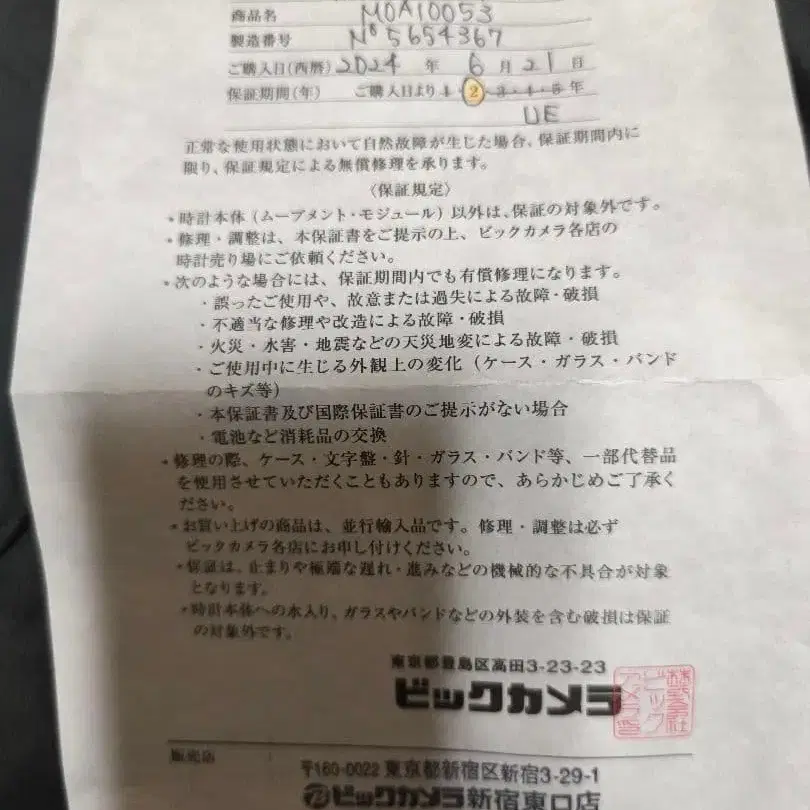 商品名 MOA10053
製造番号 No 5654367
ご購入日(西暦) 2024 年 6 月 21 日
保証期間(年) ご購入日より 1・2・3・4・5 年
UE
正常な使用状態において自然故障が生じた場合、保証期間内に
限り、保証規定による無償修理を承ります。
〈保証規定〉
・時計本体(ムーブメント・モジュール)以外は、保証の対象外です。
・修理・調整は、本保証書をご提示の上、ビックカメラ各店の
時計売り場にご依頼ください。
・次のような場合には、保証期間内でも有償修理になります。
・誤ったご使用や、故意または過失による故障・破損
・不適当な修理や改造による故障・破損
・火災・水害・地震などの天災地変による故障・破損
・ご使用中に生じる外観上の変化(ケース・ガラス・バンド
のキズ等)
・本保証書及び国際保証書のご提示がない場合
・電池など消耗品の交換
・修理の際、ケース・文字盤・針・ガラス・バンド等、一部代替品
を使用させていただくこともありますので、あらかじめご了承く
ださい。
・お買い上げの商品は、並行輸入品です。修理・調整は必ず
ビックカメラ各店にお申し付けください。
・保証は、止まりや極端な遅れ・進みなどの機械的な不具合が対象
となります。
・時計本体への水入り、ガラスやバンドなどの外装を含む破損は保証
の対象外です。
東京都豊島区高田3-23-23
ビックカメラ
株式会社ビックカメラ印
販売店
〒160-0022 東京都新宿区新宿3-29-1
ビックカメラ新宿東口店